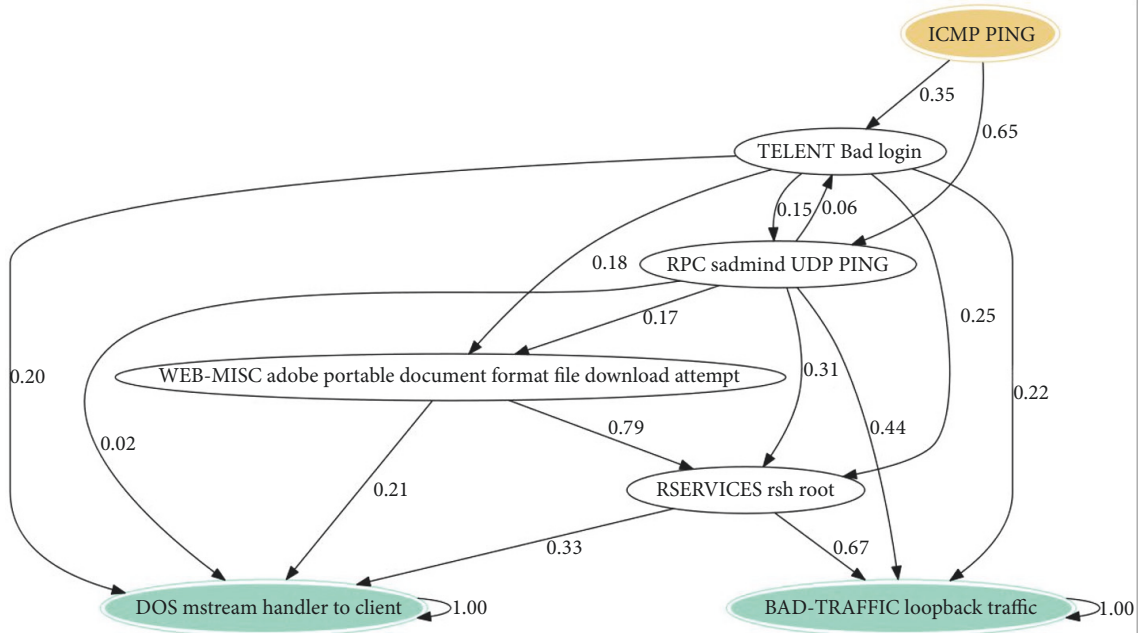 ICMP PING
0.35
0.65
TELENT Bad login
0.15
0.06
RPC sadmind UDP PING
0.18
0.17
0.25
0.20
WEB-MISC adobe portable document format file download attempt
0.31
0.22
0.02
0.79
0.44
0.21
RSERVICES rsh root
0.33
0.67
DOS mstream handler to client
1.00
BAD-TRAFFIC loopback traffic
1.00